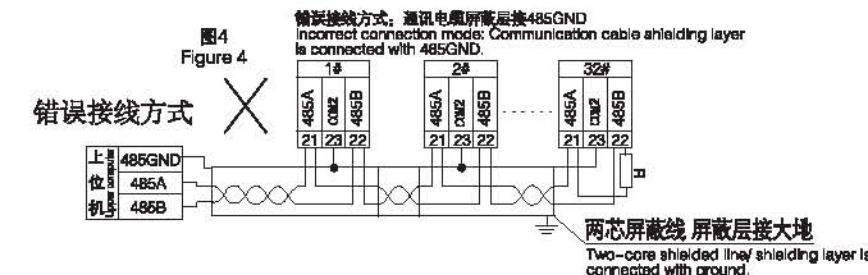 错误接线方式：通讯电缆屏蔽层接485GND
Incorrect connection mode: Communication cable shielding layer
is connected with 485GND.
图4
Figure 4
1# 2# 32#
错误接线方式
485A COM2 485B 485A COM2 485B 485A COM2 485B
21 23 22 21 23 22 21 23 22
上位机 Upper computer
485GND
485A
485B
R
两芯屏蔽线 屏蔽层接大地
Two-core shielded line/ shielding layer is
connected with ground.